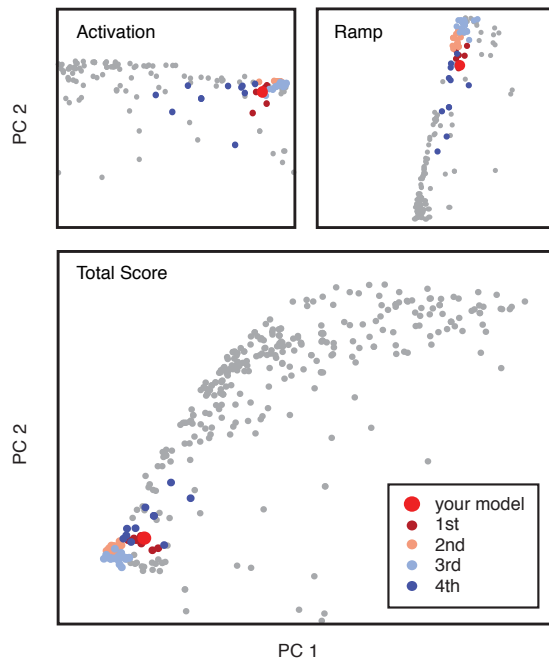 Activation
Ramp
PC 2
Total Score
PC 2
your model
1st
2nd
3rd
4th
PC 1